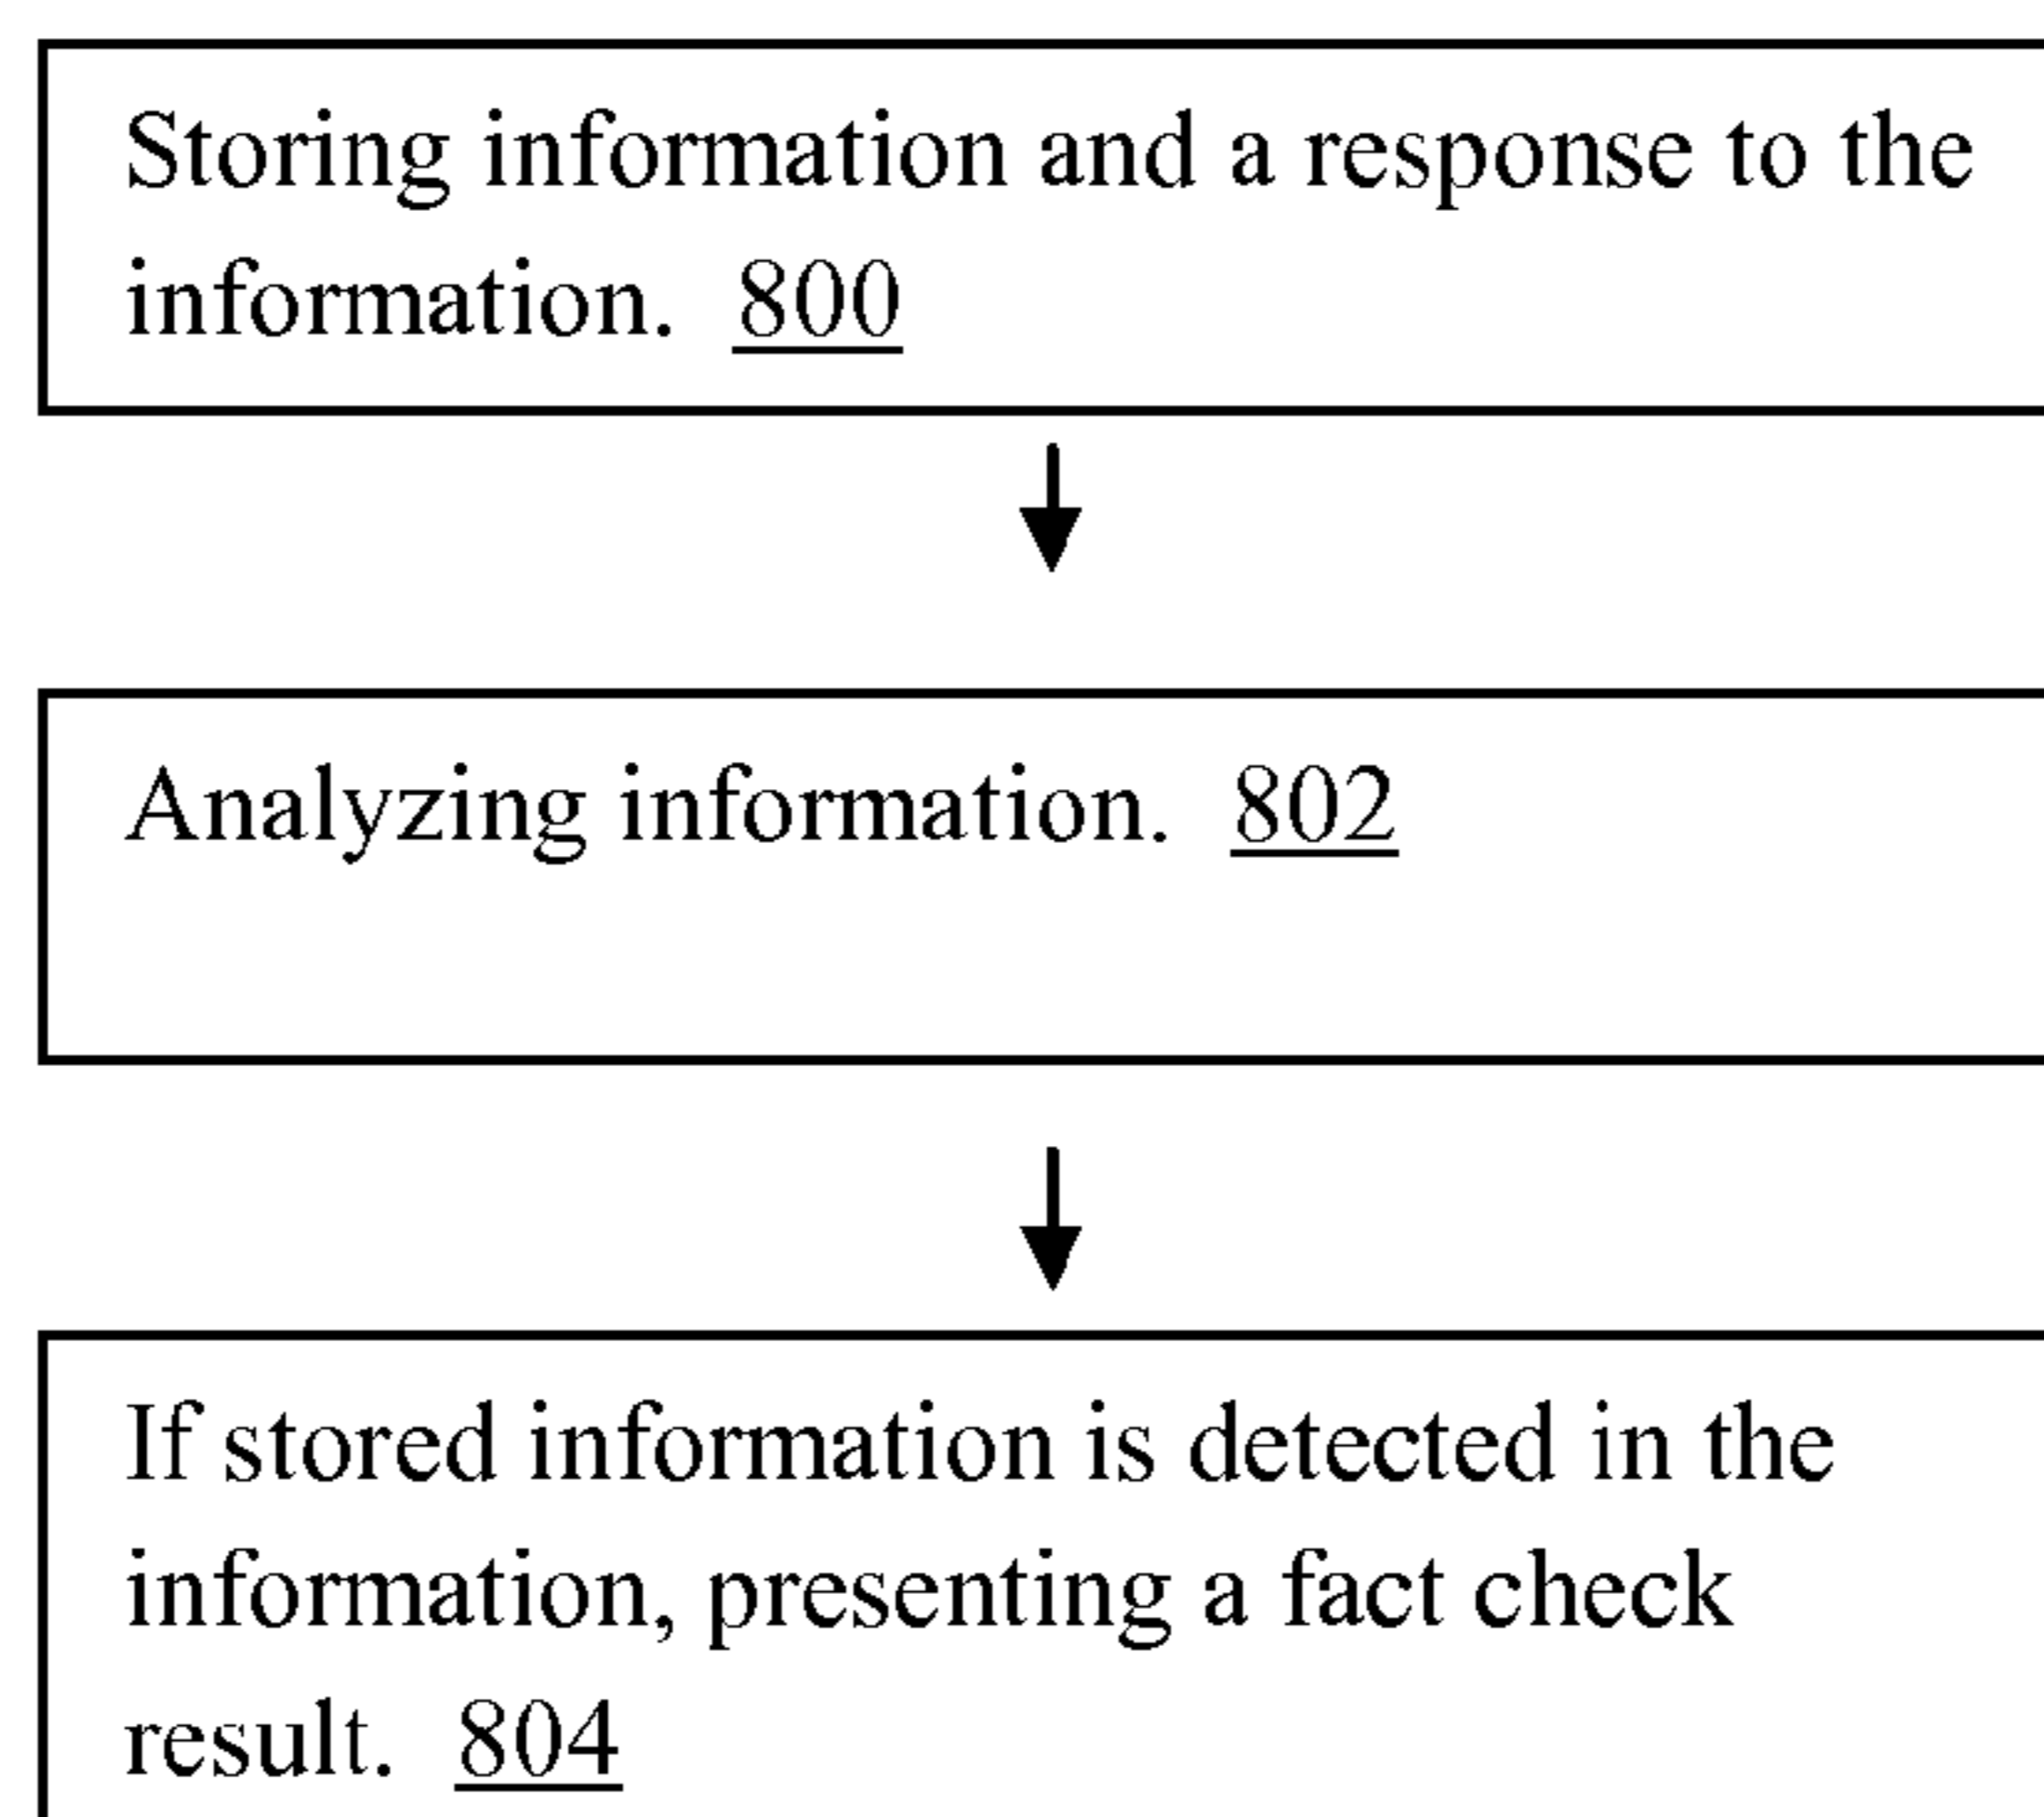 Storing information and a response to the
information. 800
Analyzing information. 802
If stored information is detected in the
information, presenting a fact check
result. 804